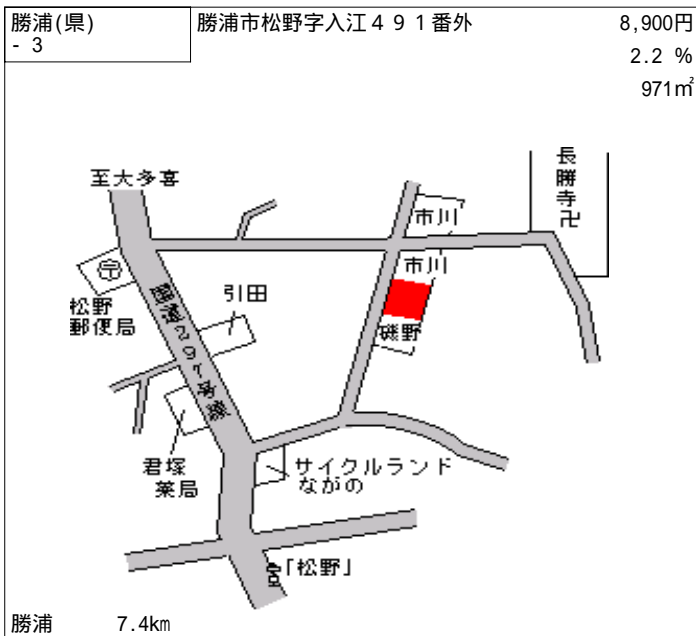 勝浦(県)
- 3
勝浦市松野字入江４９１番外
8,900円
2.2 %
971㎡
至大多喜
長勝寺卍
市川
市川
〒
松野
郵便局
引田
国道297号線
磯野
君塚
薬局
サイクルランド
ながの
「松野」
勝浦
7.4km